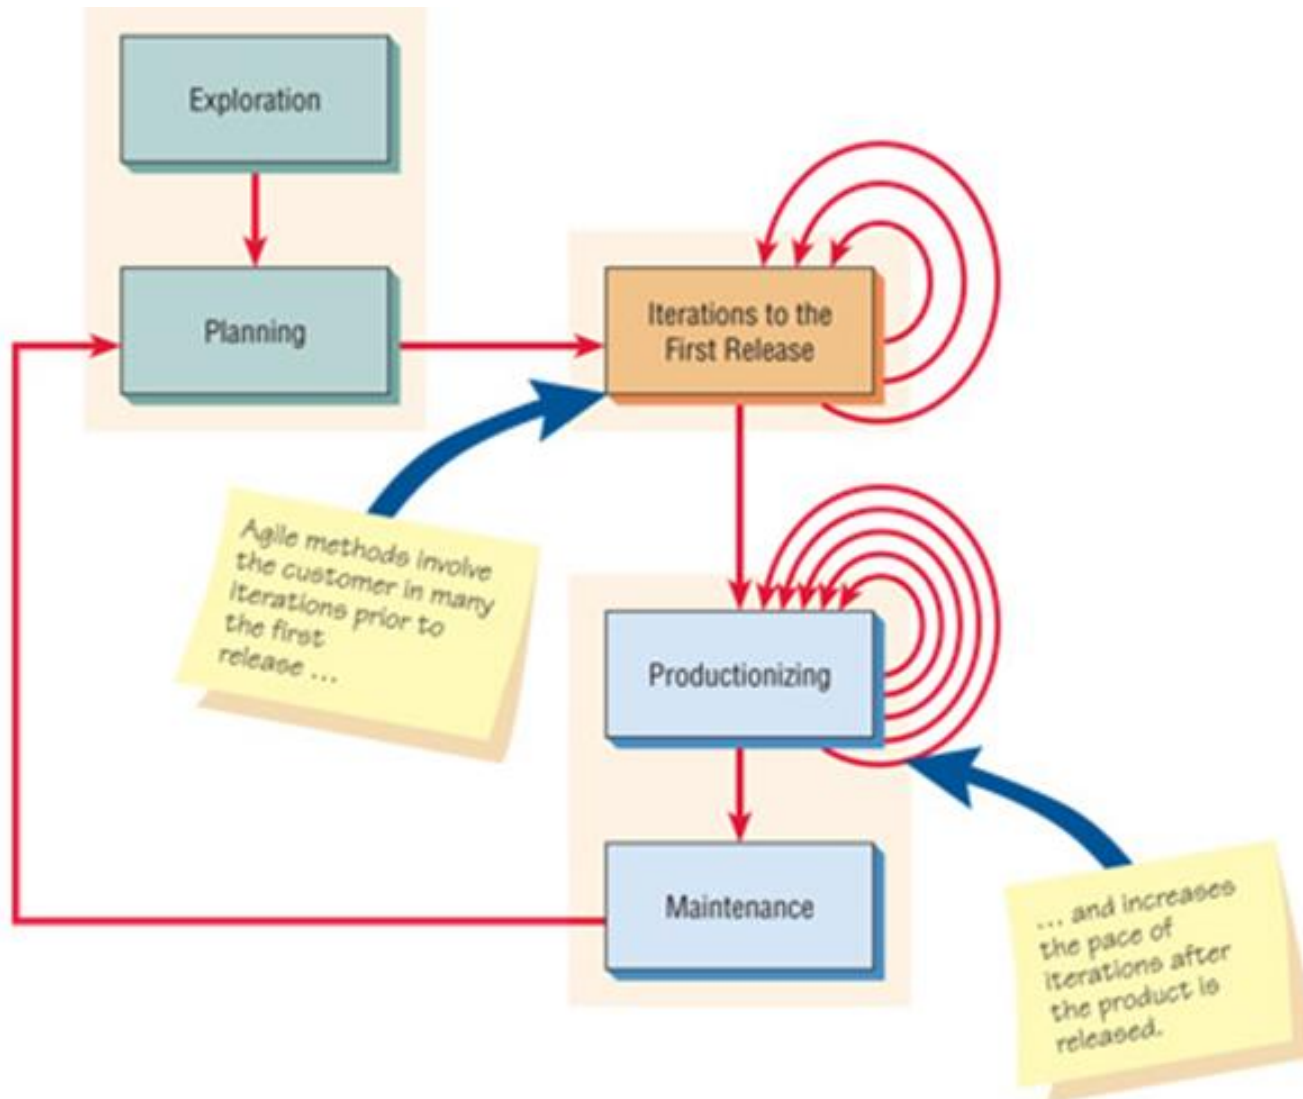 Exploration
Planning
Iterations to the
First Release
Agile methods involve
the customer in many
iterations prior to
the first
release ...
Productionizing
Maintenance
... and increases
the pace of
iterations after
the product is
released.